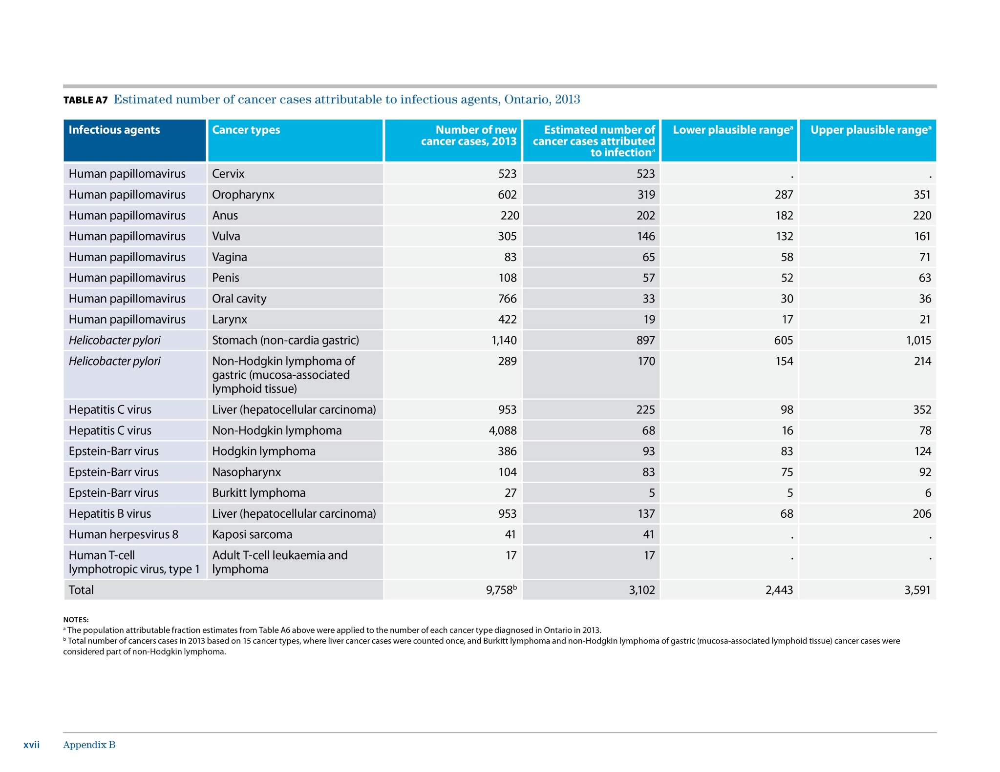 TABLE A7 Estimated number of cancer cases attributable to infectious agents, Ontario, 2013
Infectious agents Cancer types Number of new cancer cases, 2013 Estimated number of cancer cases attributed to infectionᵃ Lower plausible rangeᵃ Upper plausible rangeᵃ
Human papillomavirus Cervix 523 523 . .
Human papillomavirus Oropharynx 602 319 287 351
Human papillomavirus Anus 220 202 182 220
Human papillomavirus Vulva 305 146 132 161
Human papillomavirus Vagina 83 65 58 71
Human papillomavirus Penis 108 57 52 63
Human papillomavirus Oral cavity 766 33 30 36
Human papillomavirus Larynx 422 19 17 21
Helicobacter pylori Stomach (non-cardia gastric) 1,140 897 605 1,015
Helicobacter pylori Non-Hodgkin lymphoma of gastric (mucosa-associated lymphoid tissue) 289 170 154 214
Hepatitis C virus Liver (hepatocellular carcinoma) 953 225 98 352
Hepatitis C virus Non-Hodgkin lymphoma 4,088 68 16 78
Epstein-Barr virus Hodgkin lymphoma 386 93 83 124
Epstein-Barr virus Nasopharynx 104 83 75 92
Epstein-Barr virus Burkitt lymphoma 27 5 5 6
Hepatitis B virus Liver (hepatocellular carcinoma) 953 137 68 206
Human herpesvirus 8 Kaposi sarcoma 41 41 . .
Human T-cell lymphotropic virus, type 1 Adult T-cell leukaemia and lymphoma 17 17 . .
Total 9,758ᵇ 3,102 2,443 3,591
NOTES:
ᵃ The population attributable fraction estimates from Table A6 above were applied to the number of each cancer type diagnosed in Ontario in 2013.
ᵇ Total number of cancers cases in 2013 based on 15 cancer types, where liver cancer cases were counted once, and Burkitt lymphoma and non-Hodgkin lymphoma of gastric (mucosa-associated lymphoid tissue) cancer cases were
considered part of non-Hodgkin lymphoma.
xvii Appendix B